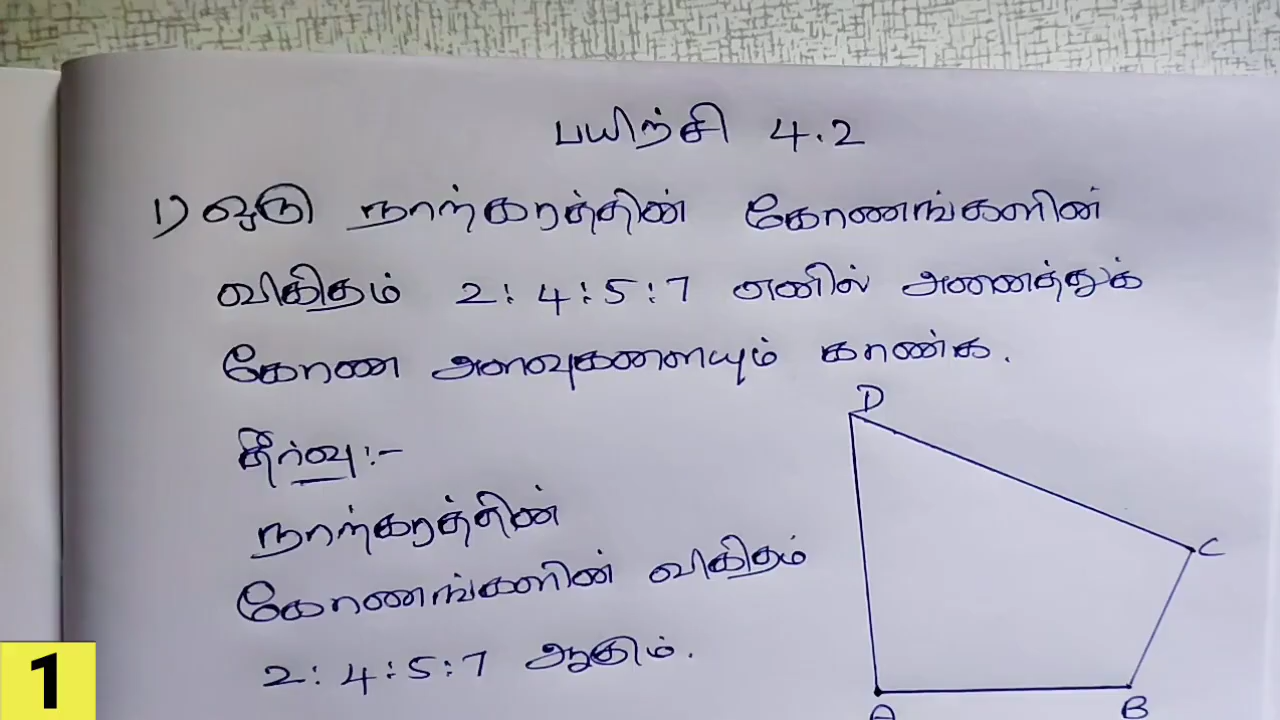 பயிற்சி 4.2
1) ஒரு நாற்கரத்தின் கோணங்களின்
விகிதம் 2:4:5:7 எனில் அனைத்துக்
கோண அளவுகளையும் காண்க.
D
தீர்வு:-
நாற்கரத்தின்
கோணங்களின் விகிதம்
C
2:4:5:7 ஆகும்.
A
B
1